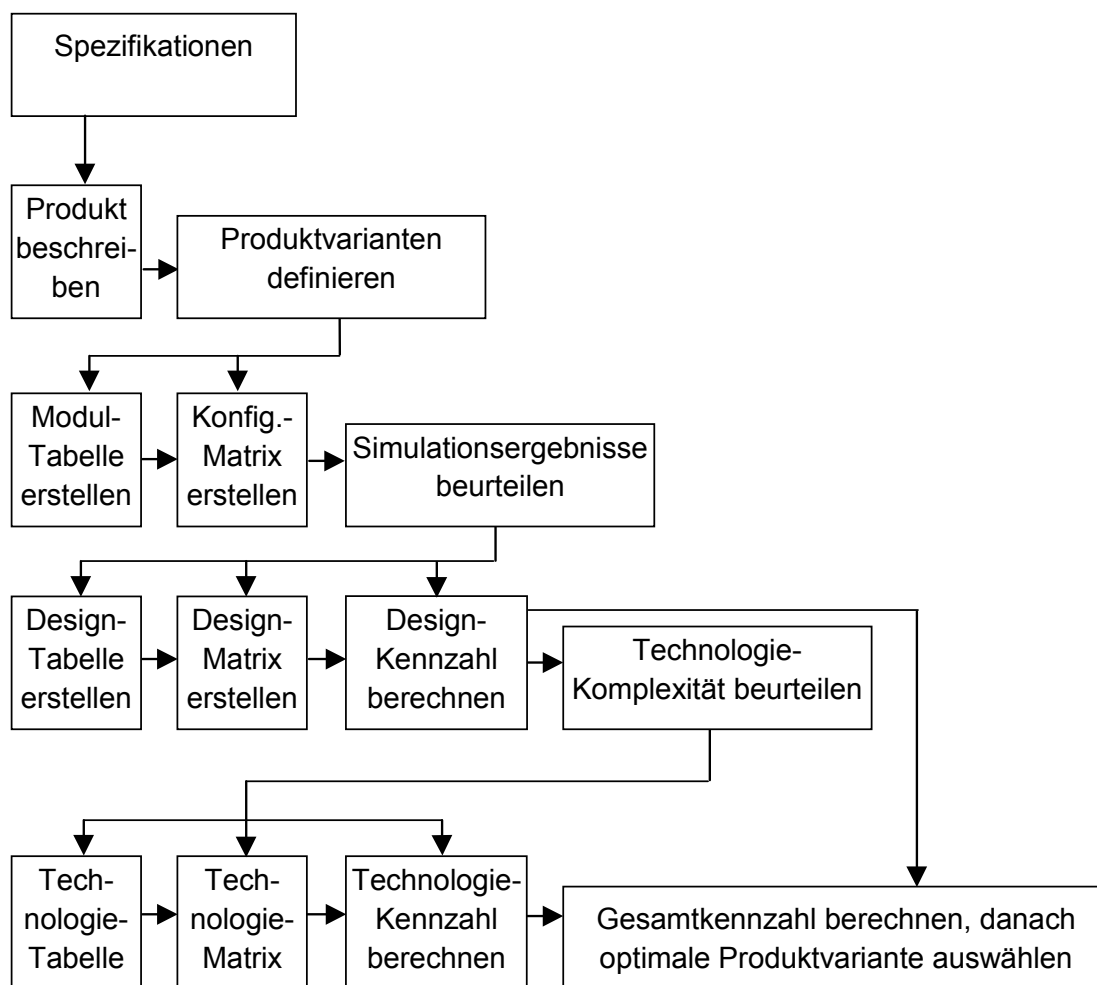 Spezifikationen
Produkt
beschrei-
ben
Produktvarianten
definieren
Modul-
Tabelle
erstellen
Konfig.-
Matrix
erstellen
Simulationsergebnisse
beurteilen
Design-
Tabelle
erstellen
Design-
Matrix
erstellen
Design-
Kennzahl
berechnen
Technologie-
Komplexität beurteilen
Tech-
nologie-
Tabelle
Tech-
nologie-
Matrix
Technologie-
Kennzahl
berechnen
Gesamtkennzahl berechnen, danach
optimale Produktvariante auswählen